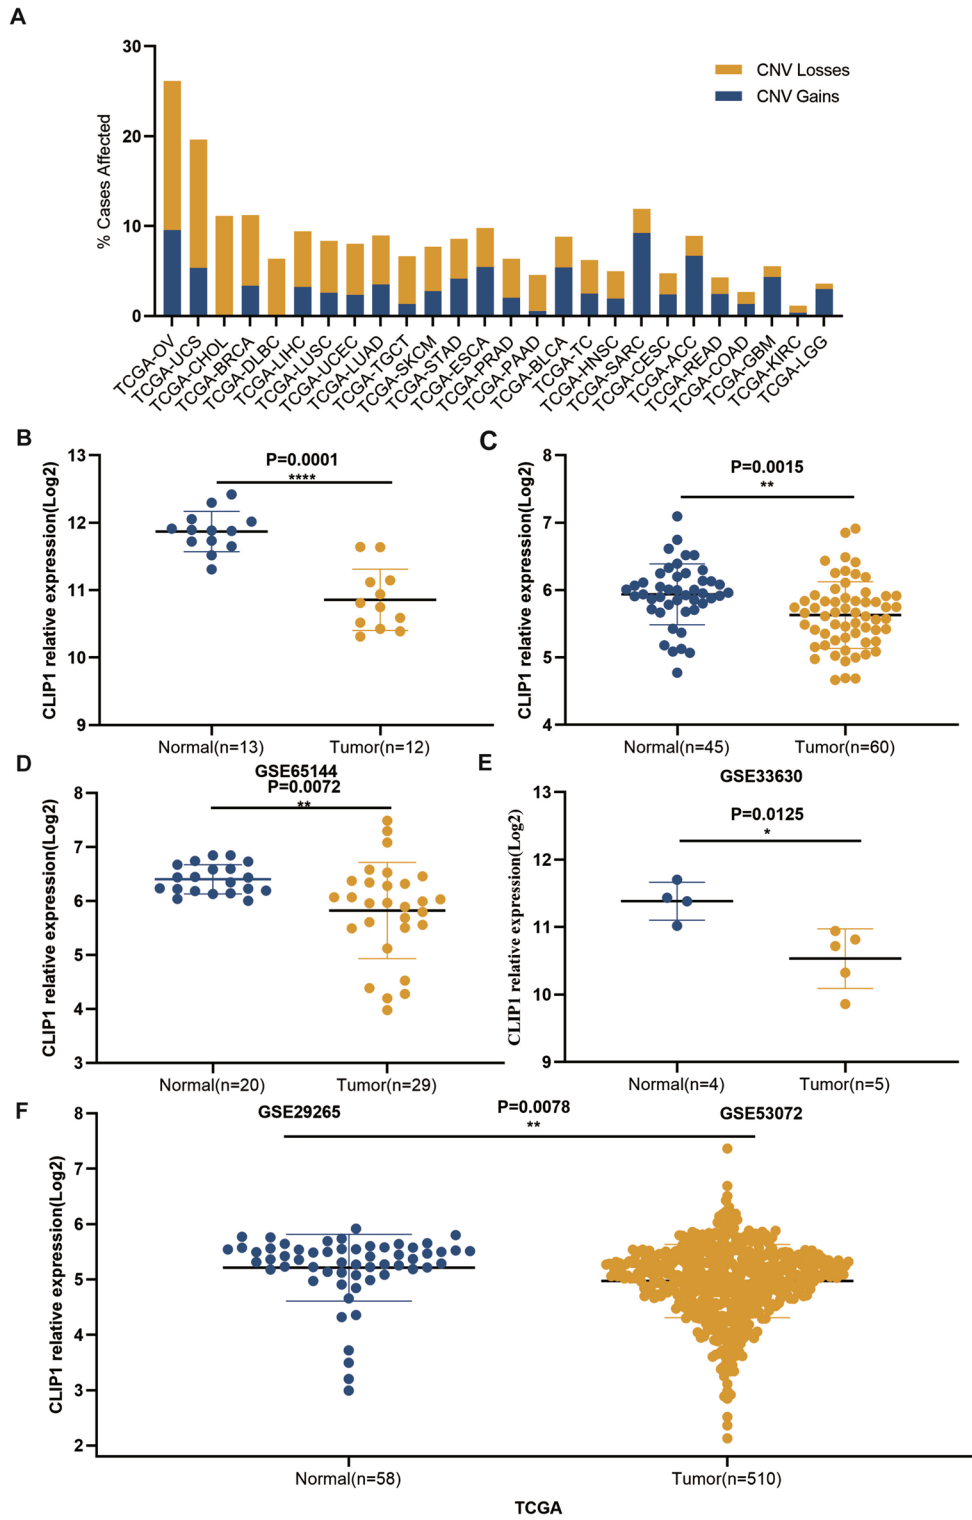 A
30
20
10
0
% Cases Affected
CNV Losses
CNV Gains
TCGA-OV
TCGA-UCS
TCGA-CHOL
TCGA-BRCA
TCGA-DLBC
TCGA-LIHC
TCGA-LUSC
TCGA-UCEC
TCGA-LUAD
TCGA-TGCT
TCGA-SKCM
TCGA-STAD
TCGA-ESCA
TCGA-PRAD
TCGA-PAAD
TCGA-BLCA
TCGA-TC
TCGA-HNSC
TCGA-SARC
TCGA-CESC
TCGA-ACC
TCGA-READ
TCGA-COAD
TCGA-GBM
TCGA-KIRC
TCGA-LGG
B
13
12
11
10
9
CLIP1 relative expression(Log2)
P=0.0001
****
Normal(n=13)
Tumor(n=12)
GSE65144
C
8
7
6
5
4
CLIP1 relative expression(Log2)
P=0.0015
**
Normal(n=45)
Tumor(n=60)
GSE33630
D
8
7
6
5
4
3
CLIP1 relative expression(Log2)
P=0.0072
**
Normal(n=20)
Tumor(n=29)
GSE29265
E
13
12
11
10
9
CLIP1 relative expression(Log2)
P=0.0125
*
Normal(n=4)
Tumor(n=5)
GSE53072
F
8
7
6
5
4
3
2
CLIP1 relative expression(Log2)
P=0.0078
**
Normal(n=58)
Tumor(n=510)
TCGA